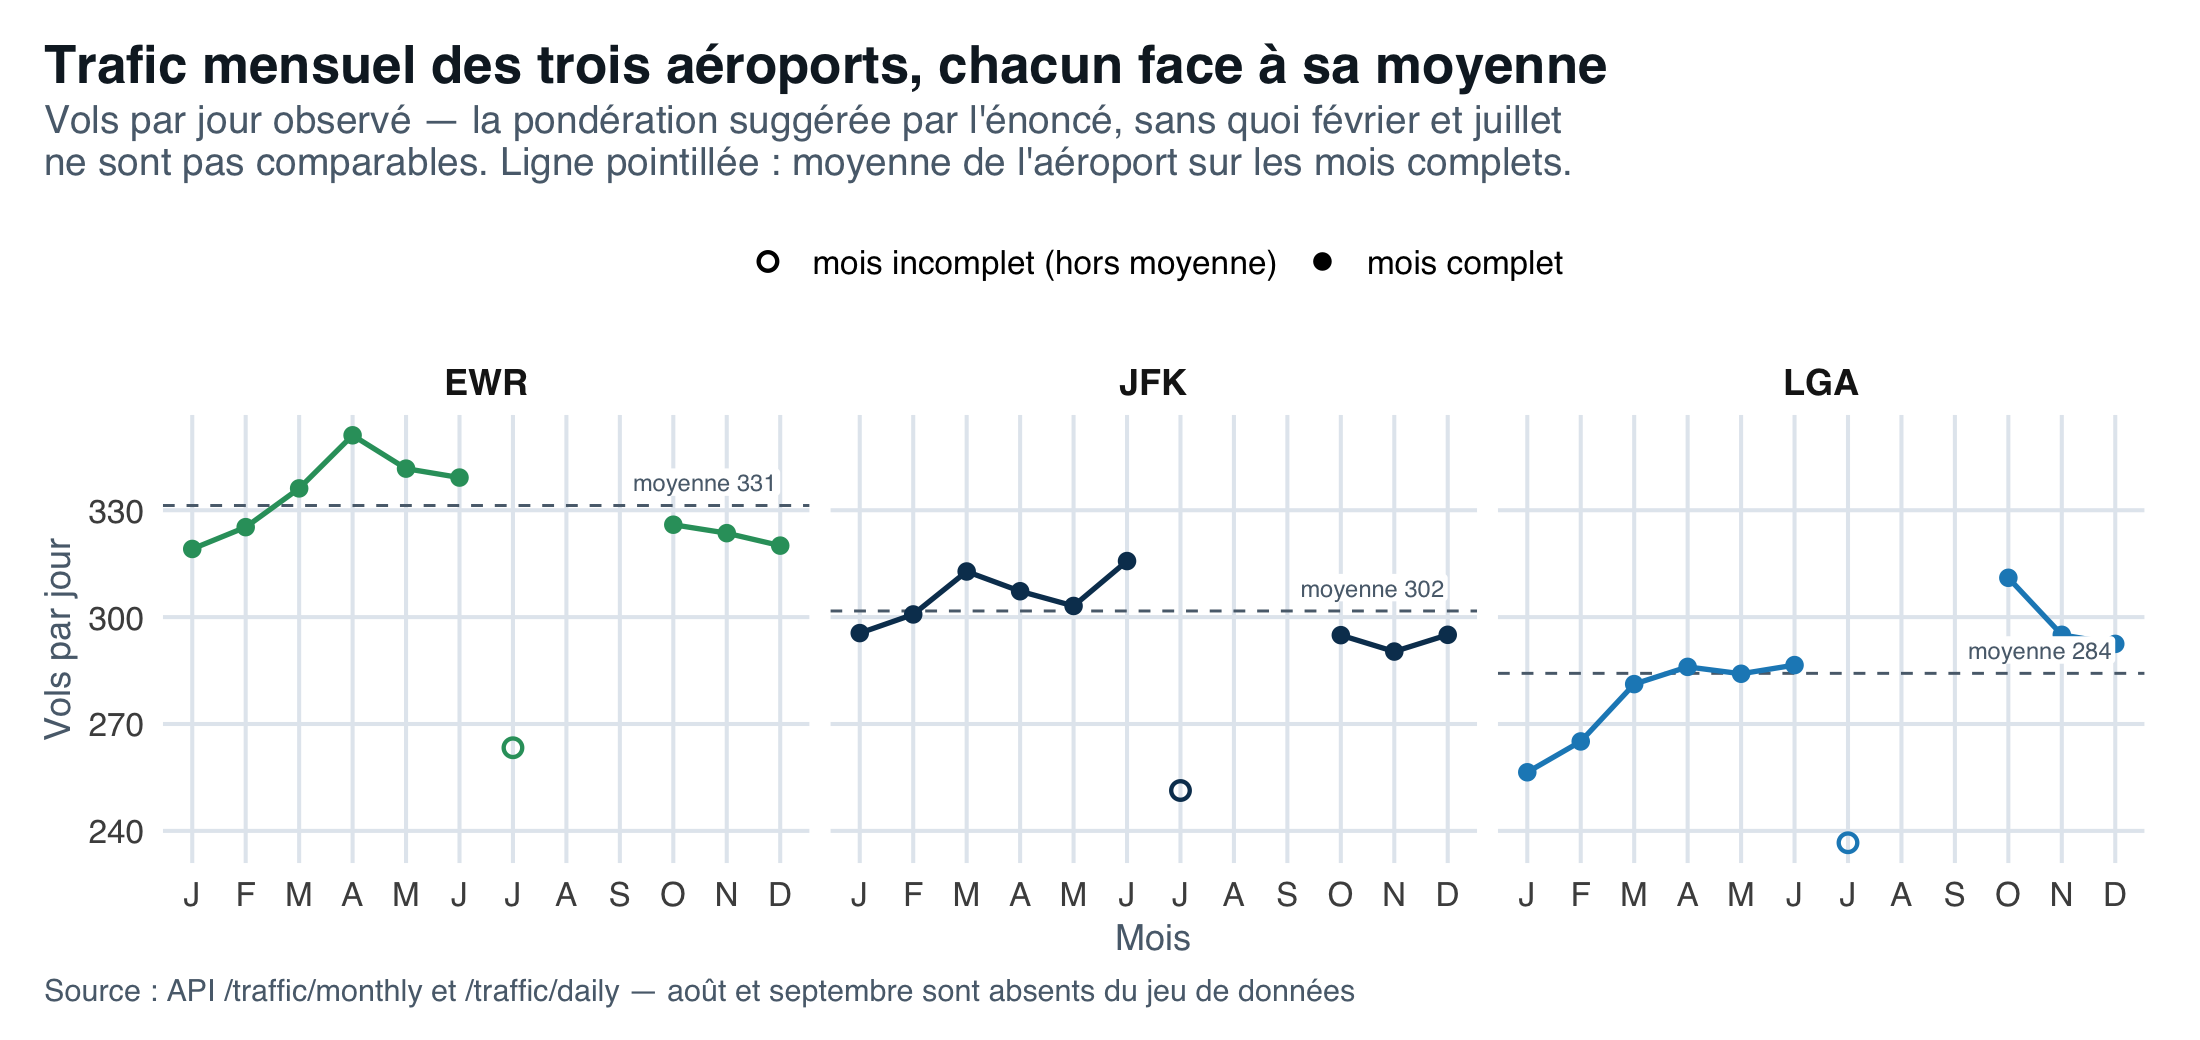 Trafic mensuel des trois aéroports, chacun face à sa moyenne
Vols par jour observé — la pondération suggérée par l'énoncé, sans quoi février et juillet
ne sont pas comparables. Ligne pointillée : moyenne de l'aéroport sur les mois complets.
mois incomplet (hors moyenne) mois complet
EWR JFK LGA
moyenne 331
moyenne 302
moyenne 284
Vols par jour
330
300
270
240
J F M A M J J A S O N D J F M A M J J A S O N D J F M A M J J A S O N D
Mois
Source : API /traffic/monthly et /traffic/daily — août et septembre sont absents du jeu de données